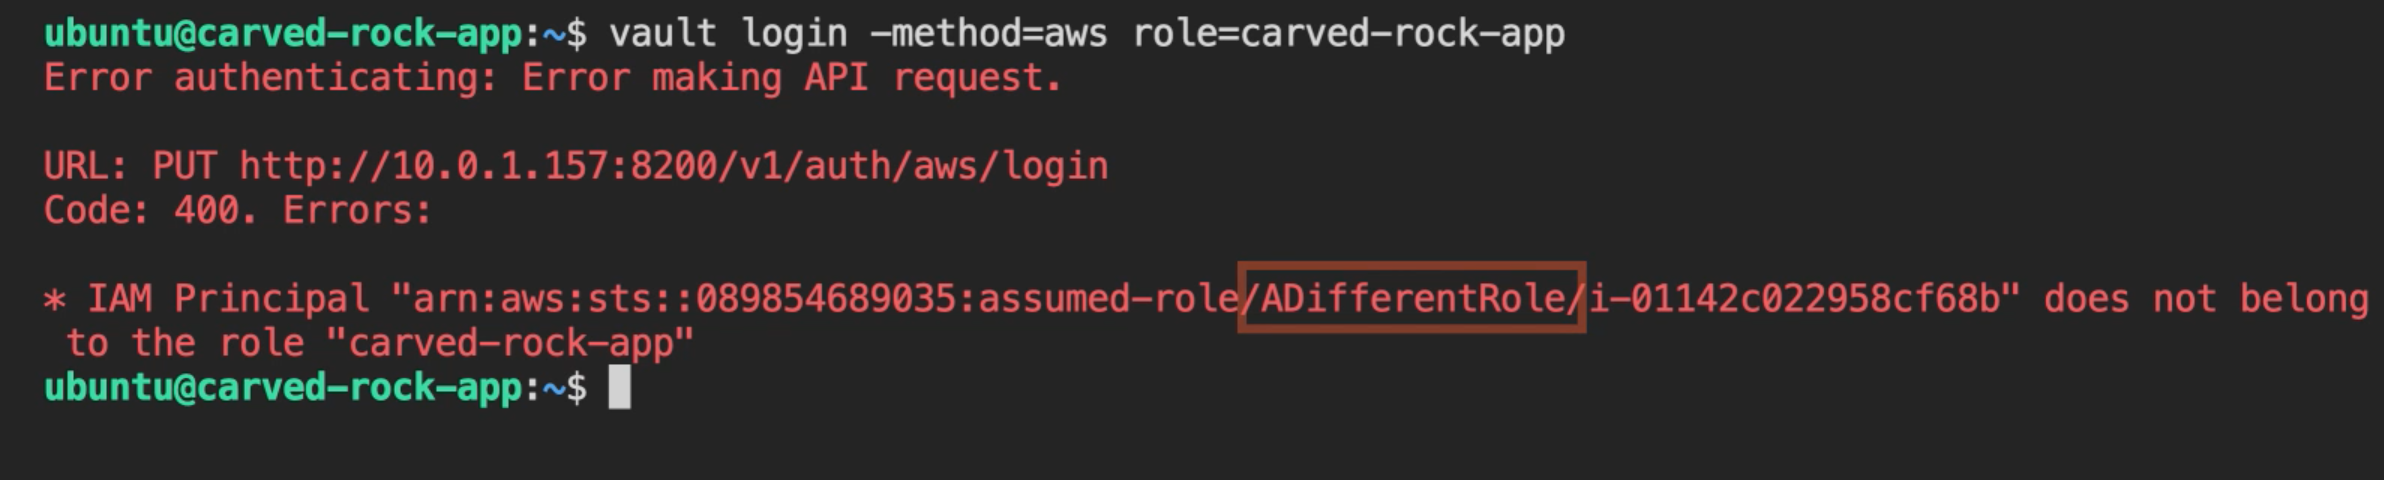 ubuntu@carved-rock-app:~$ vault login -method=aws role=carved-rock-app
Error authenticating: Error making API request.
URL: PUT http://10.0.1.157:8200/v1/auth/aws/login
Code: 400. Errors:
* IAM Principal "arn:aws:sts::089854689035:assumed-role/ADifferentRole/i-01142c022958cf68b" does not belong
to the role "carved-rock-app"
ubuntu@carved-rock-app:~$